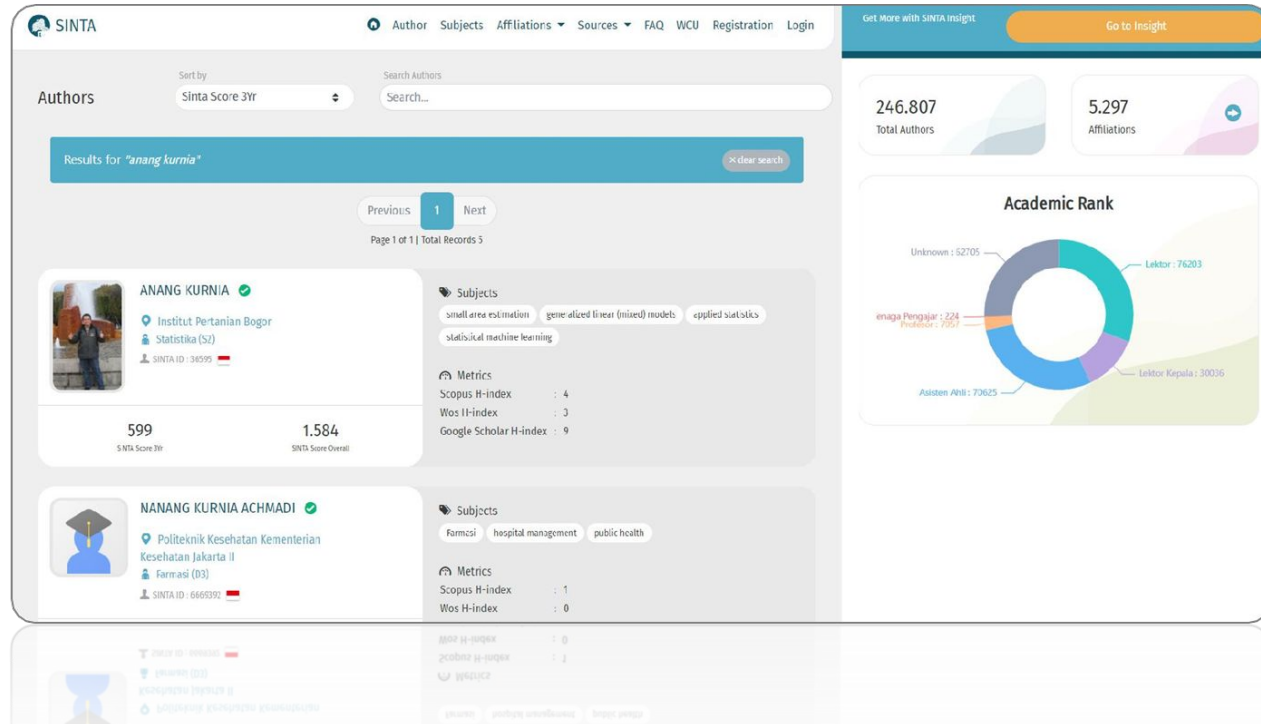 SINTA
Author Subjects Affiliations Sources FAQ WCU Registration Login
Get More with SINTA Insight
Go to Insight
Authors
Sort by
Sinta Score 3Yr
Search Authors
Search...
246.807
Total Authors
5.297
Affiliations
Results for "anang kurnia"
× clear search
Previous 1 Next
Page 1 of 1 | Total Records 5
Academic Rank
Unknown : 62705
Lektor : 76203
enaga Pengajar : 224
Profesor : 7057
Lektor Kepala : 30036
Asisten Ahli : 70625
ANANG KURNIA
Institut Pertanian Bogor
Statistika (S2)
SINTA ID : 36595
599
SINTA Score 3Yr
1.584
SINTA Score Overall
Subjects
small area estimation generalized linear (mixed) models applied statistics
statistical machine learning
Metrics
Scopus H-index : 4
Wos H-index : 3
Google Scholar H-index : 9
NANANG KURNIA ACHMADI
Politeknik Kesehatan Kementerian
Kesehatan Jakarta II
Farmasi (D3)
SINTA ID : 6669392
Subjects
Farmasi hospital management public health
Metrics
Scopus H-index : 1
Wos H-index : 0